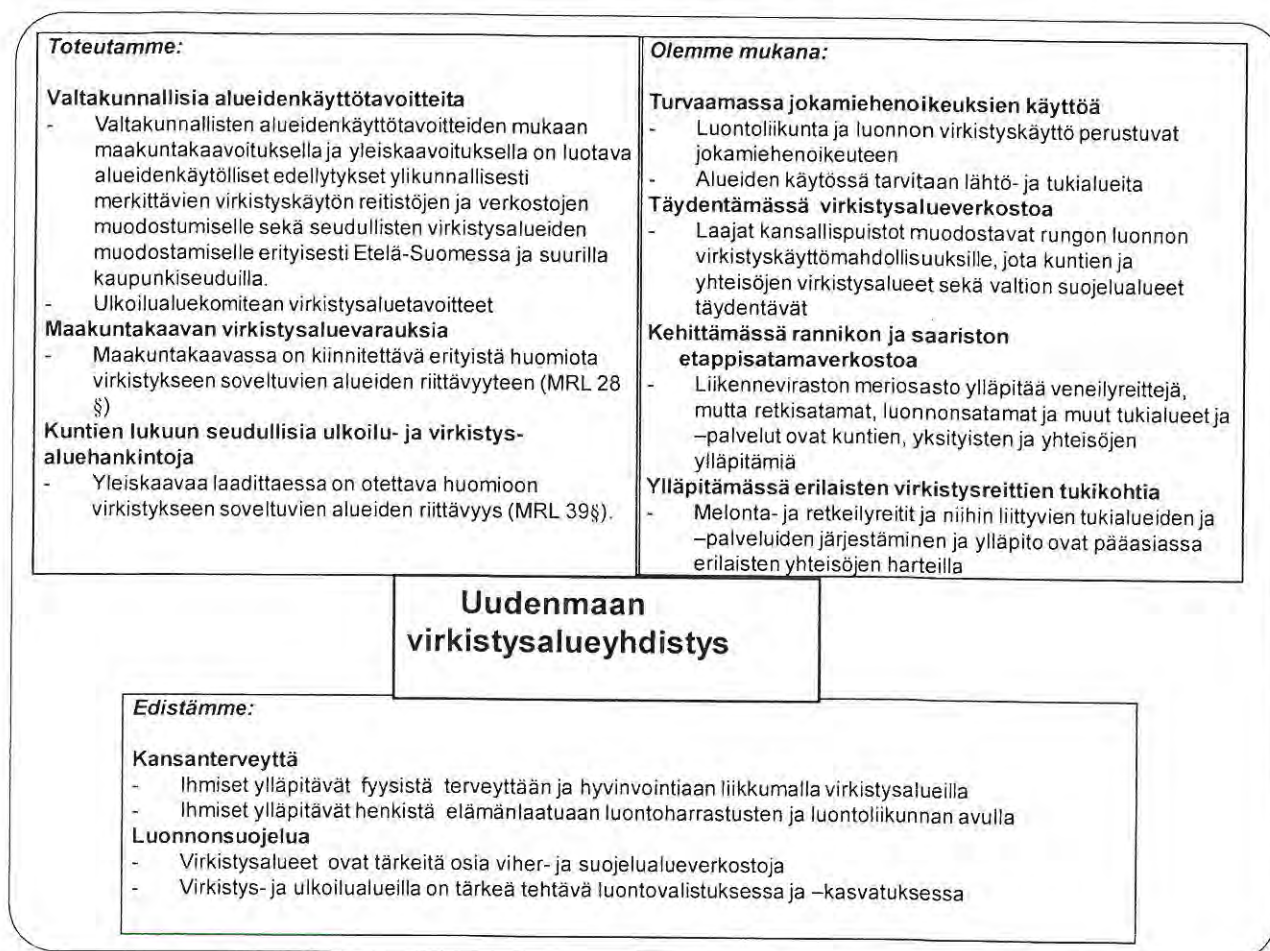 Toteutamme:
Valtakunnallisia alueidenkäyttötavoitteita
- Valtakunnallisten alueidenkäyttötavoitteiden mukaan
maakuntakaavoituksella ja yleiskaavoituksella on luotava
alueidenkäytölliset edellytykset ylikunnallisesti
merkittävien virkistyskäytön reitistöjen ja verkostojen
muodostumiselle sekä seudullisten virkistysalueiden
muodostamiselle erityisesti Etelä-Suomessa ja suurilla
kaupunkiseuduilla.
- Ulkoilualuekomitean virkistysaluetavoitteet
Maakuntakaavan virkistysaluevarauksia
- Maakuntakaavassa on kiinnitettävä erityistä huomiota
virkistykseen soveltuvien alueiden riittävyyteen (MRL 28
§)
Kuntien lukuun seudullisia ulkoilu- ja virkistys-
aluehankintoja
- Yleiskaavaa laadittaessa on otettava huomioon
virkistykseen soveltuvien alueiden riittävyys (MRL 39§).
Olemme mukana:
Turvaamassa jokamiehenoikeuksien käyttöä
- Luontoliikunta ja luonnon virkistyskäyttö perustuvat
jokamiehenoikeuteen
- Alueiden käytössä tarvitaan lähtö- ja tukialueita
Täydentämässä virkistysalueverkostoa
- Laajat kansallispuistot muodostavat rungon luonnon
virkistyskäyttömahdollisuuksille, jota kuntien ja
yhteisöjen virkistysalueet sekä valtion suojelualueet
täydentävät
Kehittämässä rannikon ja saariston
etappisatamaverkostoa
- Liikenneviraston meriosasto ylläpitää veneilyreittejä,
mutta retkisatamat, luonnonsatamat ja muut tukialueet ja
–palvelut ovat kuntien, yksityisten ja yhteisöjen
ylläpitämiä
Ylläpitämässä erilaisten virkistysreittien tukikohtia
- Melonta- ja retkeilyreitit ja niihin liittyvien tukialueiden ja
–palveluiden järjestäminen ja ylläpito ovat pääasiassa
erilaisten yhteisöjen harteilla
Uudenmaan
virkistysalueyhdistys
Edistämme:
Kansanterveyttä
- Ihmiset ylläpitävät fyysistä terveyttään ja hyvinvointiaan liikkumalla virkistysalueilla
- Ihmiset ylläpitävät henkistä elämänlaatuaan luontoharrastusten ja luontoliikunnan avulla
Luonnonsuojelua
- Virkistysalueet ovat tärkeitä osia viher- ja suojelualueverkostoja
- Virkistys- ja ulkoilualueilla on tärkeä tehtävä luontovalistuksessa ja –kasvatuksessa